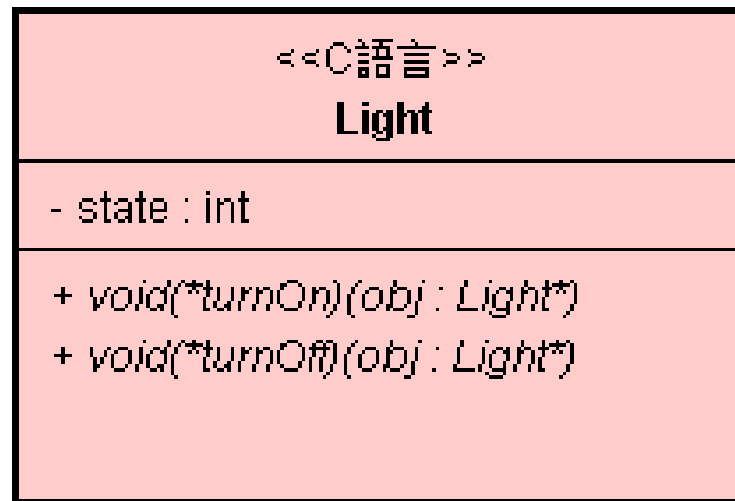 <<C語言>>
Light
- state : int
+ void(*turnOn)(obj : Light*)
+ void(*turnOff)(obj : Light*)